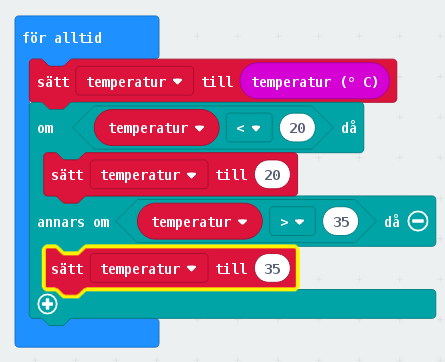 för alltid
sätt temperatur till temperatur (° C)
om temperatur < 20 då
sätt temperatur till 20
annars om temperatur > 35 då
sätt temperatur till 35